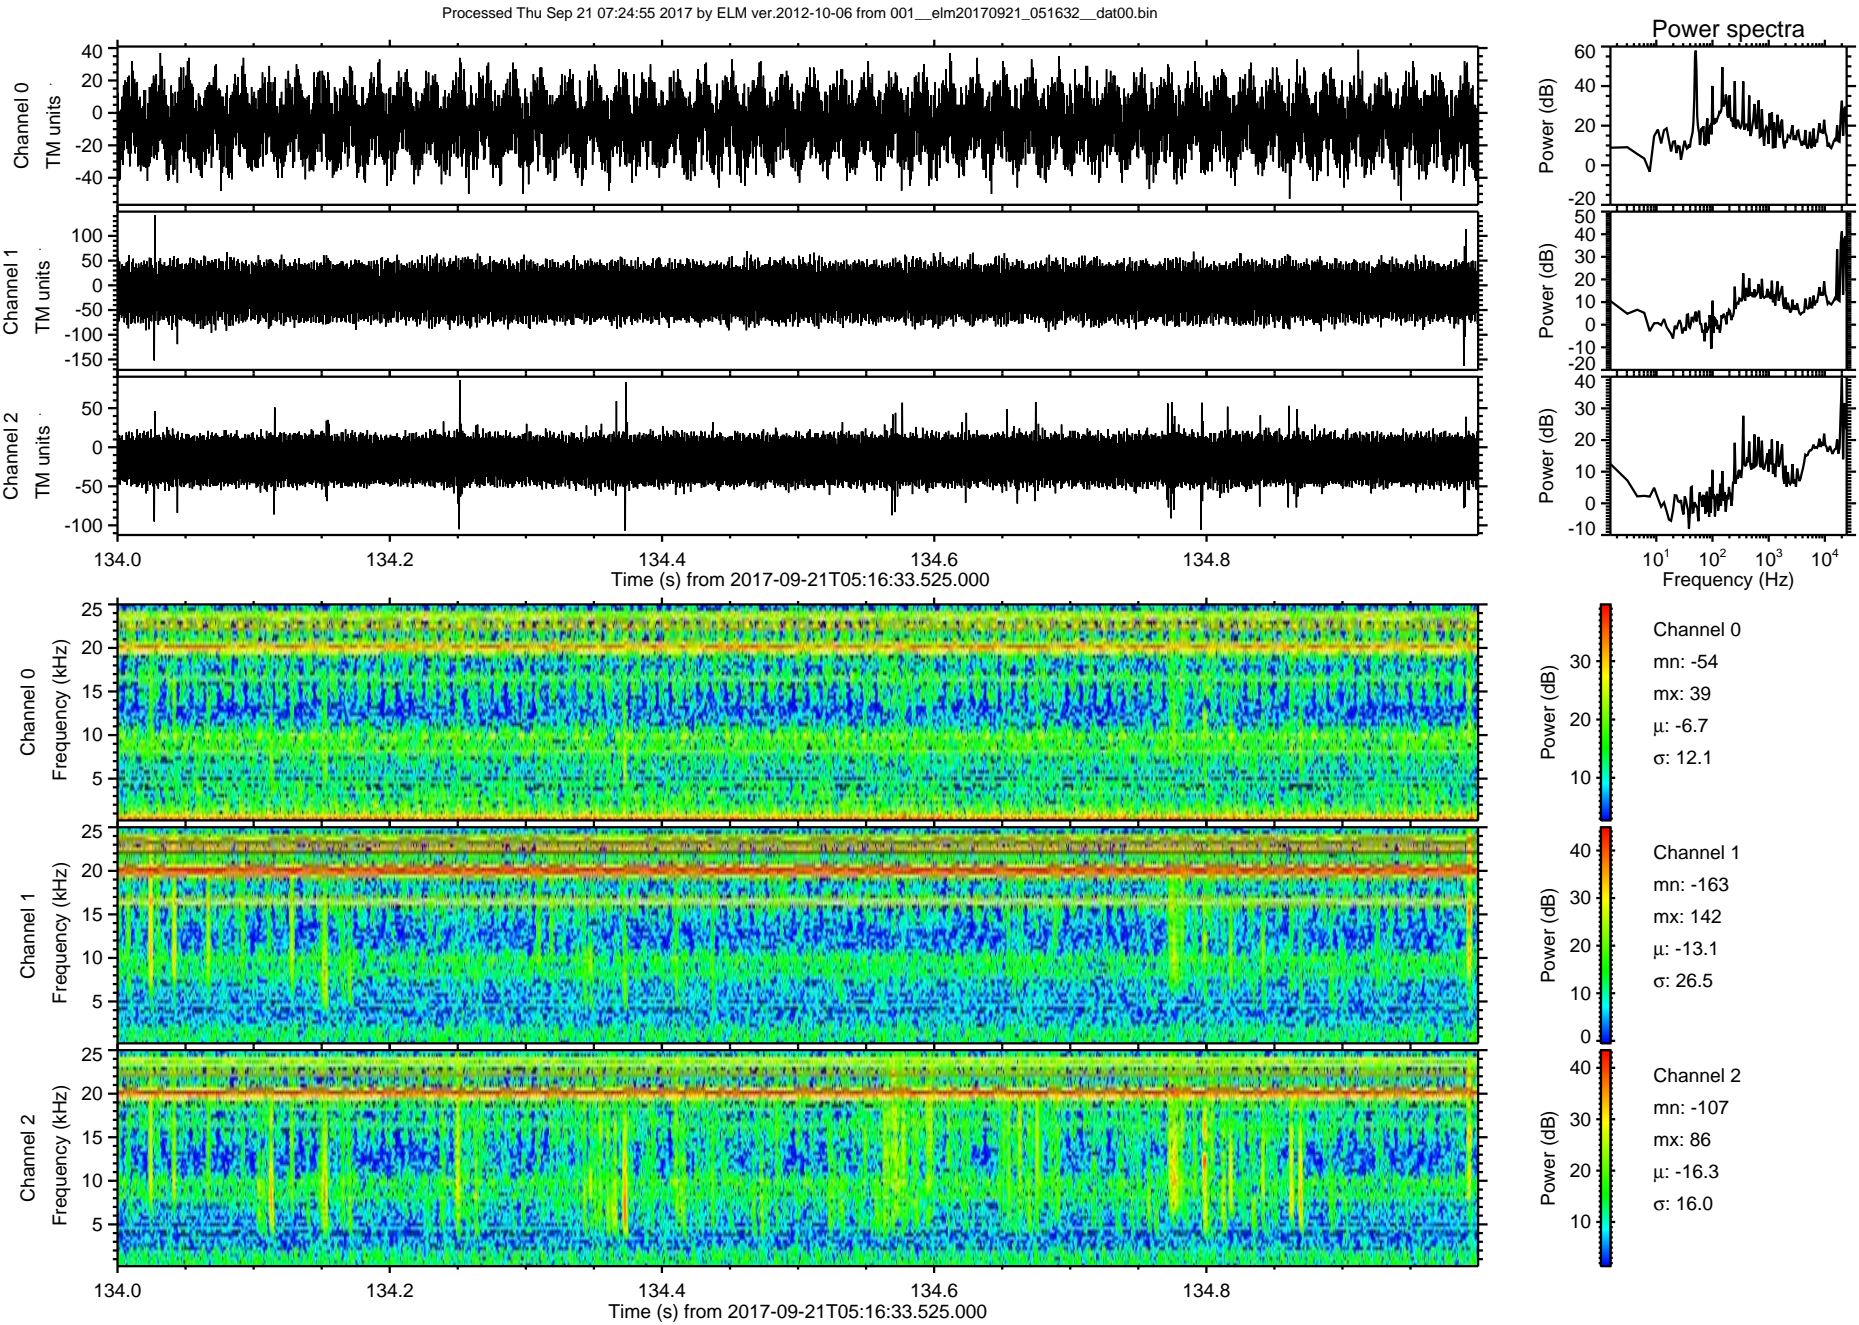 Processed Thu Sep 21 07:24:55 2017 by ELM ver.2012-10-06 from 001__elm20170921_051632__dat00.bin
Power spectra
Channel 0
TM units
40
20
0
-20
-40
Power (dB)
60
40
20
0
-20
Channel 1
TM units
100
50
0
-50
-100
-150
Power (dB)
50
40
30
20
10
0
-10
-20
Channel 2
TM units
50
0
-50
-100
Power (dB)
40
30
20
10
0
-10
134.0 134.2 134.4 134.6 134.8
Time (s) from 2017-09-21T05:16:33.525.000
10¹ 10² 10³ 10⁴
Frequency (Hz)
Channel 0
Frequency (kHz)
25
20
15
10
5
Power (dB)
30
20
10
Channel 0
mn: -54
mx: 39
μ: -6.7
σ: 12.1
Channel 1
Frequency (kHz)
25
20
15
10
5
Power (dB)
40
30
20
10
0
Channel 1
mn: -163
mx: 142
μ: -13.1
σ: 26.5
Channel 2
Frequency (kHz)
25
20
15
10
5
Power (dB)
40
30
20
10
Channel 2
mn: -107
mx: 86
μ: -16.3
σ: 16.0
134.0 134.2 134.4 134.6 134.8
Time (s) from 2017-09-21T05:16:33.525.000